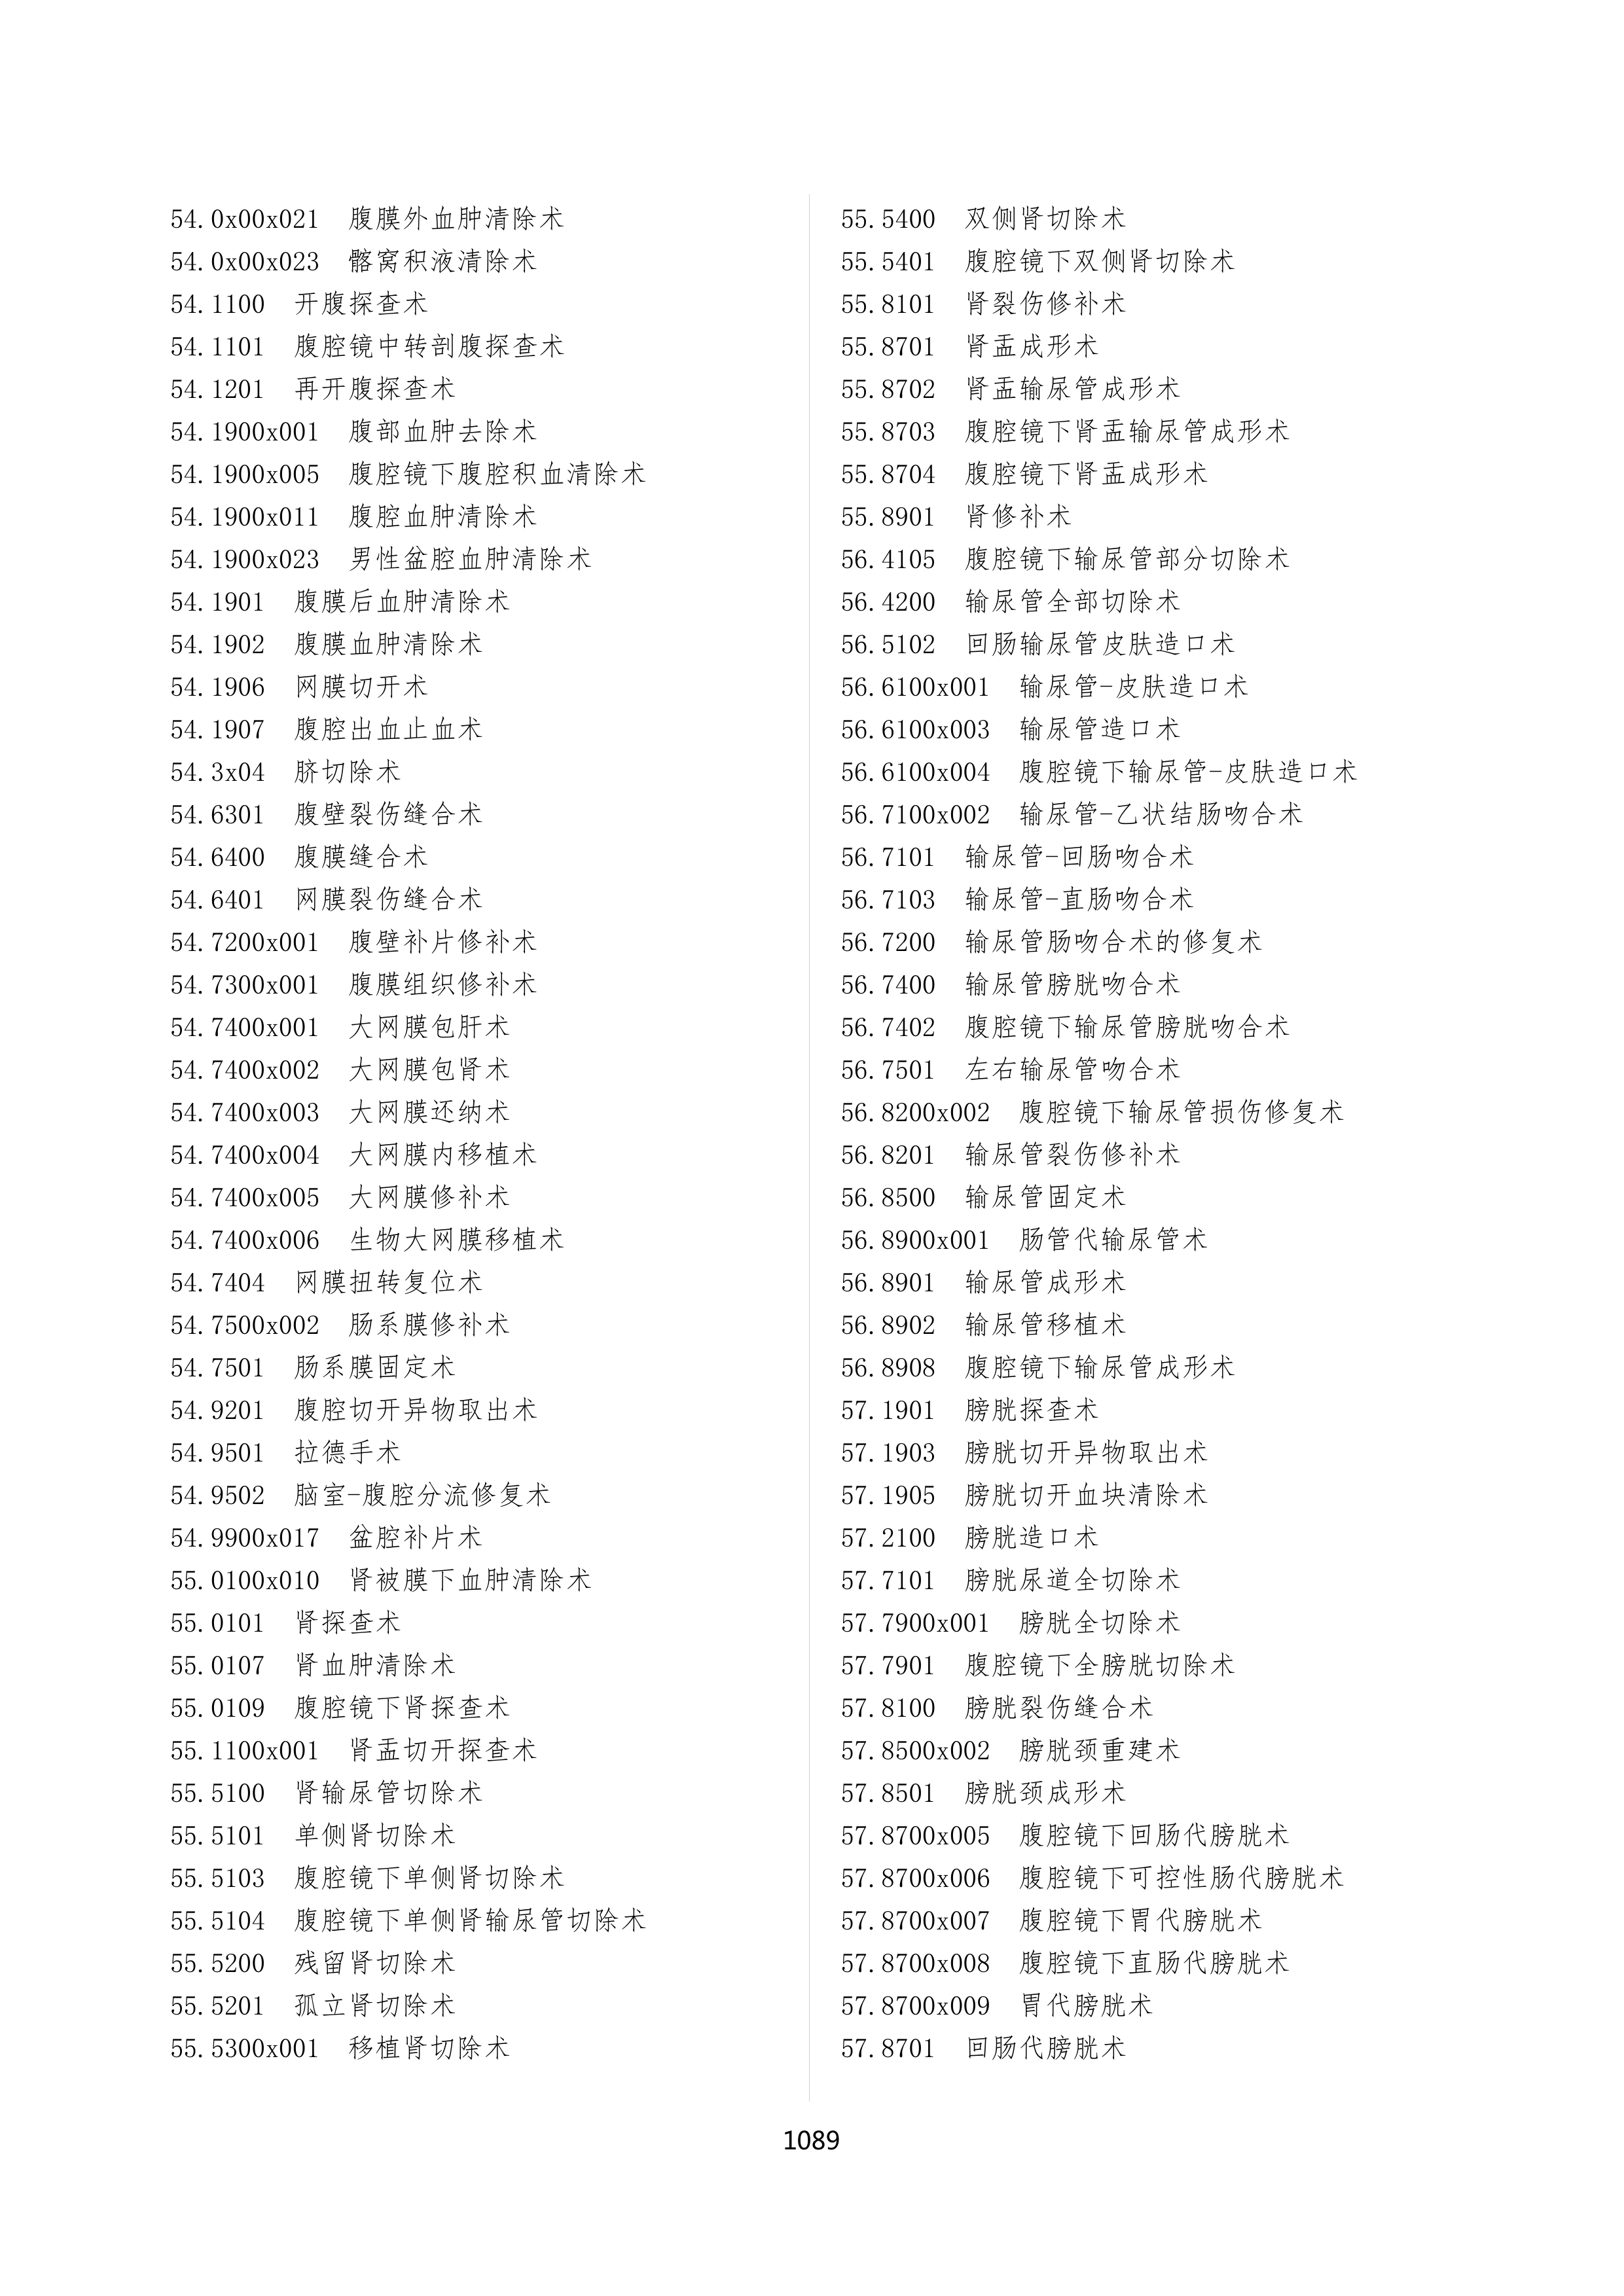 54.0x00x021 腹膜外血肿清除术
54.0x00x023 髂窝积液清除术
54.1100 开腹探查术
54.1101 腹腔镜中转剖腹探查术
54.1201 再开腹探查术
54.1900x001 腹部血肿去除术
54.1900x005 腹腔镜下腹腔积血清除术
54.1900x011 腹腔血肿清除术
54.1900x023 男性盆腔血肿清除术
54.1901 腹膜后血肿清除术
54.1902 腹膜血肿清除术
54.1906 网膜切开术
54.1907 腹腔出血止血术
54.3x04 脐切除术
54.6301 腹壁裂伤缝合术
54.6400 腹膜缝合术
54.6401 网膜裂伤缝合术
54.7200x001 腹壁补片修补术
54.7300x001 腹膜组织修补术
54.7400x001 大网膜包肝术
54.7400x002 大网膜包肾术
54.7400x003 大网膜还纳术
54.7400x004 大网膜内移植术
54.7400x005 大网膜修补术
54.7400x006 生物大网膜移植术
54.7404 网膜扭转复位术
54.7500x002 肠系膜修补术
54.7501 肠系膜固定术
54.9201 腹腔切开异物取出术
54.9501 拉德手术
54.9502 脑室-腹腔分流修复术
54.9900x017 盆腔补片术
55.0100x010 肾被膜下血肿清除术
55.0101 肾探查术
55.0107 肾血肿清除术
55.0109 腹腔镜下肾探查术
55.1100x001 肾盂切开探查术
55.5100 肾输尿管切除术
55.5101 单侧肾切除术
55.5103 腹腔镜下单侧肾切除术
55.5104 腹腔镜下单侧肾输尿管切除术
55.5200 残留肾切除术
55.5201 孤立肾切除术
55.5300x001 移植肾切除术
55.5400 双侧肾切除术
55.5401 腹腔镜下双侧肾切除术
55.8101 肾裂伤修补术
55.8701 肾盂成形术
55.8702 肾盂输尿管成形术
55.8703 腹腔镜下肾盂输尿管成形术
55.8704 腹腔镜下肾盂成形术
55.8901 肾修补术
56.4105 腹腔镜下输尿管部分切除术
56.4200 输尿管全部切除术
56.5102 回肠输尿管皮肤造口术
56.6100x001 输尿管-皮肤造口术
56.6100x003 输尿管造口术
56.6100x004 腹腔镜下输尿管-皮肤造口术
56.7100x002 输尿管-乙状结肠吻合术
56.7101 输尿管-回肠吻合术
56.7103 输尿管-直肠吻合术
56.7200 输尿管肠吻合术的修复术
56.7400 输尿管膀胱吻合术
56.7402 腹腔镜下输尿管膀胱吻合术
56.7501 左右输尿管吻合术
56.8200x002 腹腔镜下输尿管损伤修复术
56.8201 输尿管裂伤修补术
56.8500 输尿管固定术
56.8900x001 肠管代输尿管术
56.8901 输尿管成形术
56.8902 输尿管移植术
56.8908 腹腔镜下输尿管成形术
57.1901 膀胱探查术
57.1903 膀胱切开异物取出术
57.1905 膀胱切开血块清除术
57.2100 膀胱造口术
57.7101 膀胱尿道全切除术
57.7900x001 膀胱全切除术
57.7901 腹腔镜下全膀胱切除术
57.8100 膀胱裂伤缝合术
57.8500x002 膀胱颈重建术
57.8501 膀胱颈成形术
57.8700x005 腹腔镜下回肠代膀胱术
57.8700x006 腹腔镜下可控性肠代膀胱术
57.8700x007 腹腔镜下胃代膀胱术
57.8700x008 腹腔镜下直肠代膀胱术
57.8700x009 胃代膀胱术
57.8701 回肠代膀胱术
1089